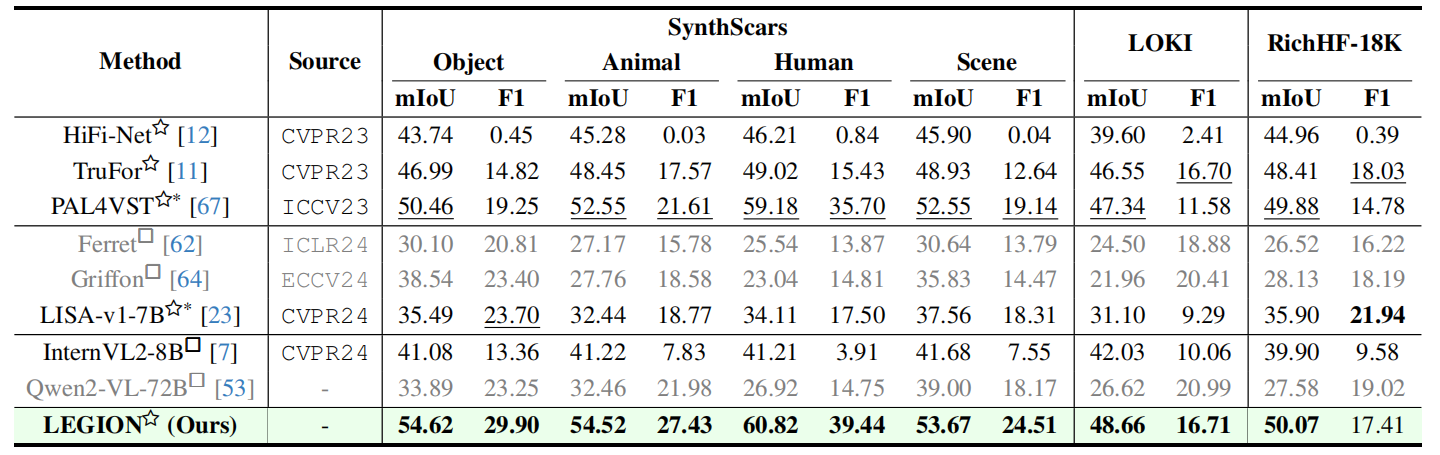 Method Source SynthScars LOKI RichHF-18K
Object Animal Human Scene
mIoU F1 mIoU F1 mIoU F1 mIoU F1 mIoU F1 mIoU F1
HiFi-Net☆ [12] CVPR23 43.74 0.45 45.28 0.03 46.21 0.84 45.90 0.04 39.60 2.41 44.96 0.39
TruFor☆ [11] CVPR23 46.99 14.82 48.45 17.57 49.02 15.43 48.93 12.64 46.55 16.70 48.41 18.03
PAL4VST☆* [67] ICCV23 50.46 19.25 52.55 21.61 59.18 35.70 52.55 19.14 47.34 11.58 49.88 14.78
Ferret□ [62] ICLR24 30.10 20.81 27.17 15.78 25.54 13.87 30.64 13.79 24.50 18.88 26.52 16.22
Griffon□ [64] ECCV24 38.54 23.40 27.76 18.58 23.04 14.81 35.83 14.47 21.96 20.41 28.13 18.19
LISA-v1-7B☆* [23] CVPR24 35.49 23.70 32.44 18.77 34.11 17.50 37.56 18.31 31.10 9.29 35.90 21.94
InternVL2-8B□ [7] CVPR24 41.08 13.36 41.22 7.83 41.21 3.91 41.68 7.55 42.03 10.06 39.90 9.58
Qwen2-VL-72B□ [53] - 33.89 23.25 32.46 21.98 26.92 14.75 39.00 18.17 26.62 20.99 27.58 19.02
LEGION☆ (Ours) - 54.62 29.90 54.52 27.43 60.82 39.44 53.67 24.51 48.66 16.71 50.07 17.41